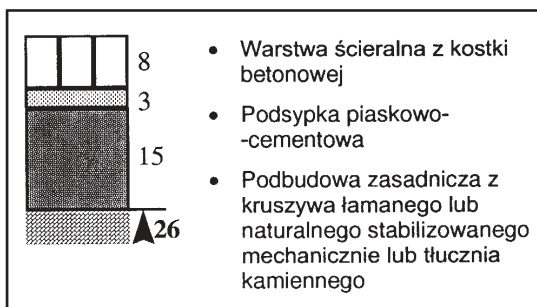 8
3
15
26
• Warstwa ścieralna z kostki
betonowej
• Podsypka piaskowo-
-cementowa
• Podbudowa zasadnicza z
kruszywa łamanego lub
naturalnego stabilizowanego
mechanicznie lub tłucznia
kamiennego